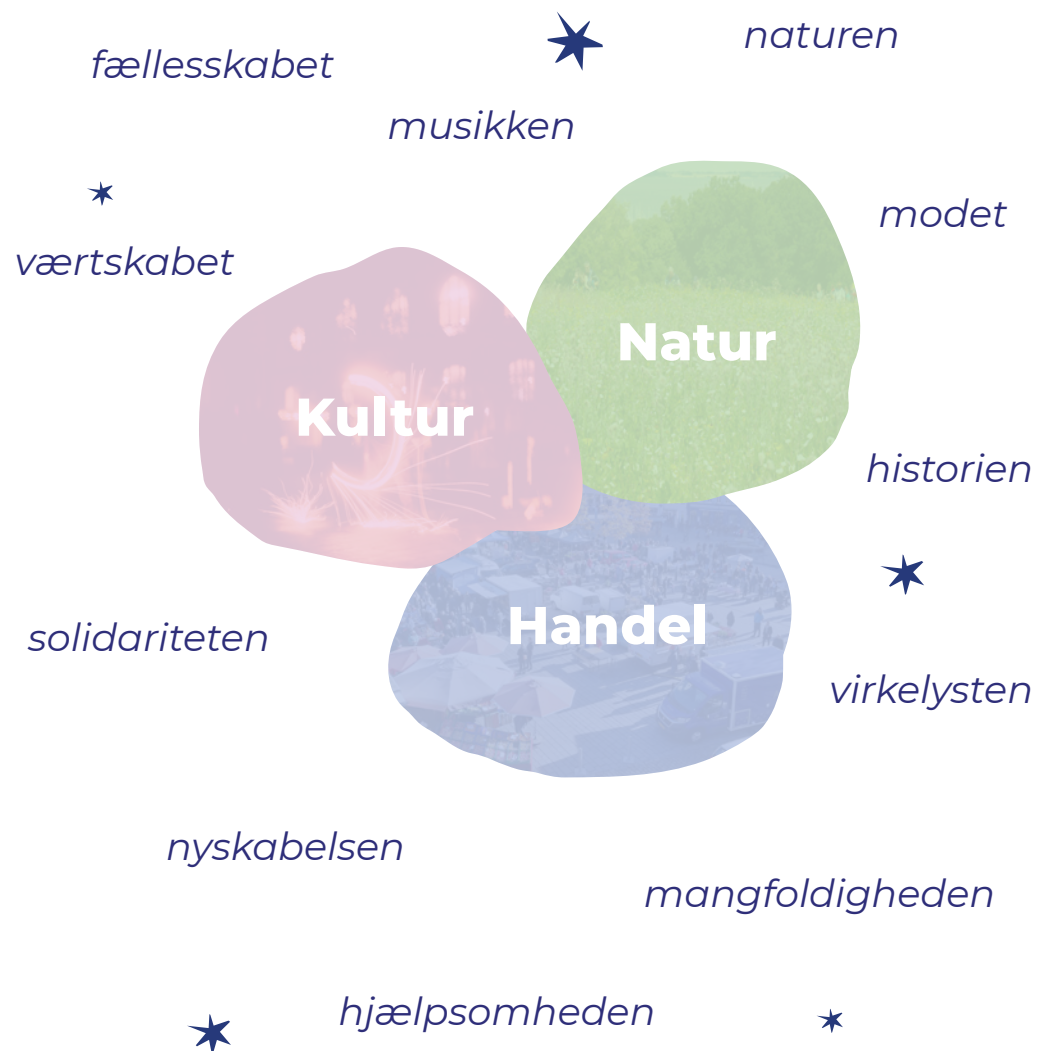 naturen
fællesskabet
musikken
modet
værtskabet
Natur
Kultur
historien
Handel
solidariteten
virkelysten
nyskabelsen
mangfoldigheden
hjælpsomheden